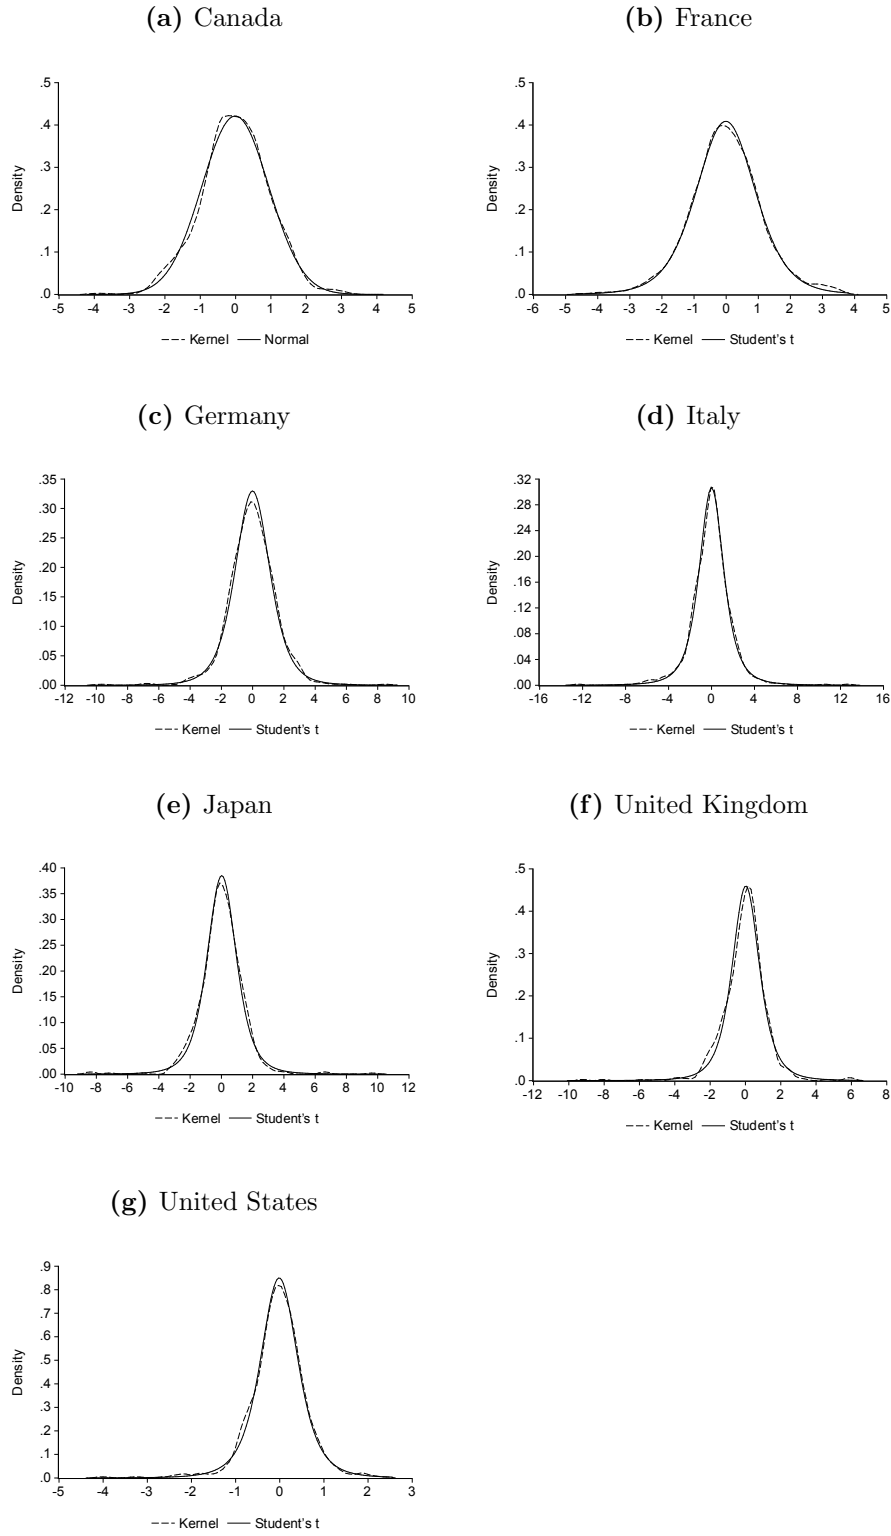 (a) Canada
.5
.4
.3
.2
.1
.0
Density
-5 -4 -3 -2 -1 0 1 2 3 4 5
Kernel Normal
(b) France
.5
.4
.3
.2
.1
.0
Density
-6 -5 -4 -3 -2 -1 0 1 2 3 4 5
Kernel Student's t
(c) Germany
.35
.30
.25
.20
.15
.10
.05
.00
Density
-12 -10 -8 -6 -4 -2 0 2 4 6 8 10
Kernel Student's t
(d) Italy
.32
.28
.24
.20
.16
.12
.08
.04
.00
Density
-16 -12 -8 -4 0 4 8 12 16
Kernel Student's t
(e) Japan
.40
.35
.30
.25
.20
.15
.10
.05
.00
Density
-10 -8 -6 -4 -2 0 2 4 6 8 10 12
Kernel Student's t
(f) United Kingdom
.5
.4
.3
.2
.1
.0
Density
-12 -10 -8 -6 -4 -2 0 2 4 6 8
Kernel Student's t
(g) United States
.9
.8
.7
.6
.5
.4
.3
.2
.1
.0
Density
-5 -4 -3 -2 -1 0 1 2 3
Kernel Student's t